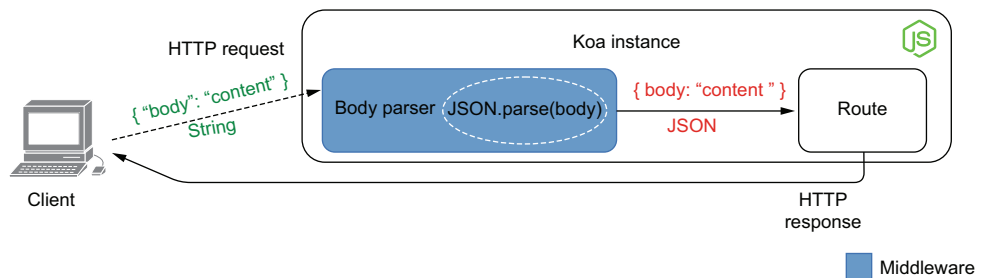 Koa instance
JS
HTTP request
{ “body”: “content” }
String
Body parser
JSON.parse(body)
{ body: “content ” }
JSON
Route
Client
HTTP
response
Middleware